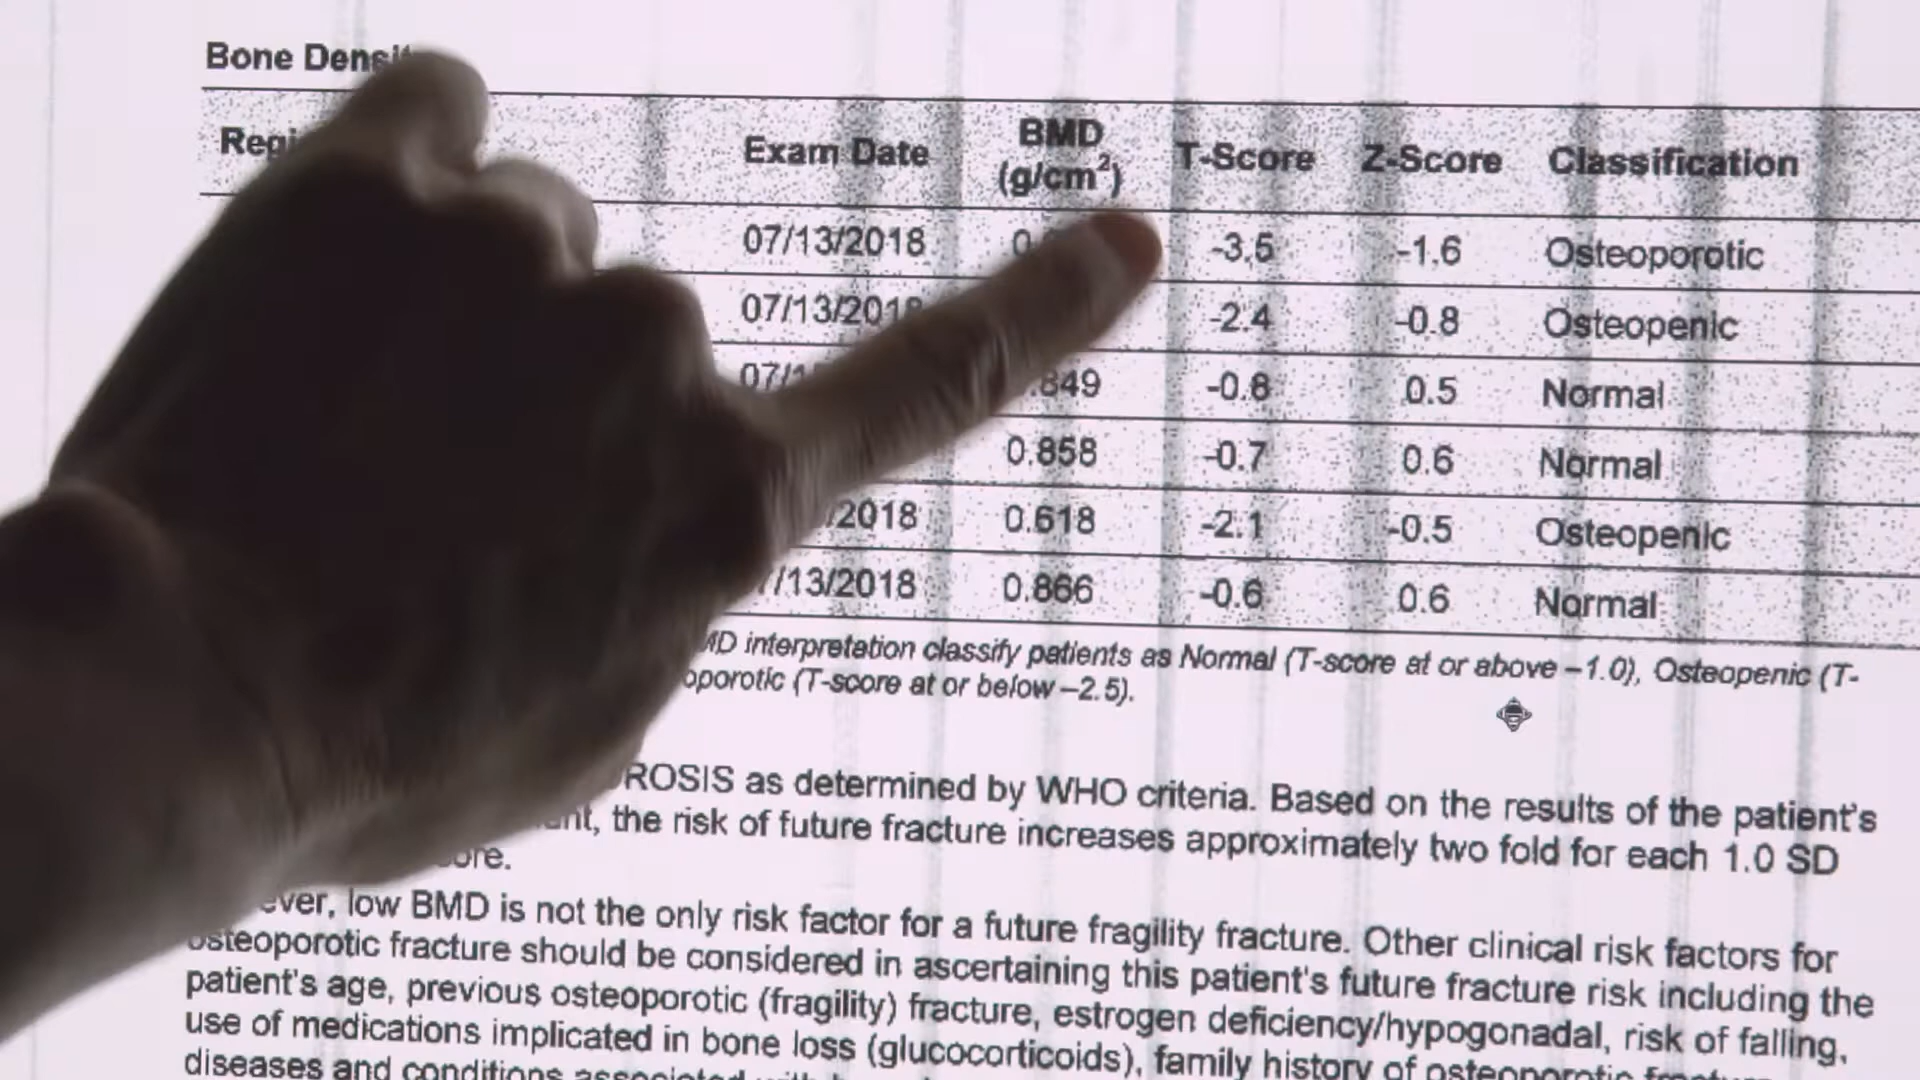 Bone
Exam Date BMD (g/cm²) T-Score Z-Score Classification
07/13/2018 -3.5 -1.6 Osteoporotic
07/13/2018 -2.4 -0.8 Osteopenic
.849 -0.8 0.5 Normal
0.858 -0.7 0.6 Normal
/2018 0.618 -2.1 -0.5 Osteopenic
/13/2018 0.866 -0.6 0.6 Normal
interpretation classify patients as Normal (T-score at or above –1.0), Osteopenic (T-
(T-score at or below –2.5).
as determined by WHO criteria. Based on the results of the patient's
the risk of future fracture increases approximately two fold for each 1.0 SD
low BMD is not the only risk factor for a future fragility fracture. Other clinical risk factors for
osteoporotic fracture should be considered in ascertaining this patient's future fracture risk including the
patient's age, previous osteoporotic (fragility) fracture, estrogen deficiency/hypogonadal, risk of falling,
use of medications implicated in bone loss (glucocorticoids), family history of osteoporotic fracture
diseases and conditions associated with